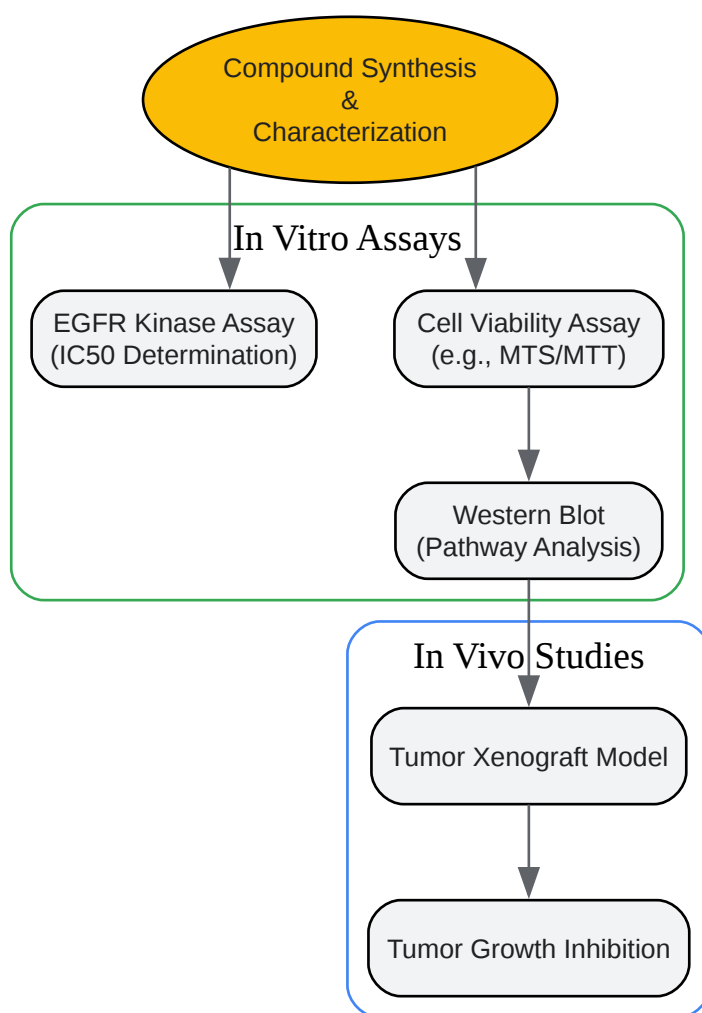 Compound Synthesis
&
Characterization
In Vitro Assays
EGFR Kinase Assay
(IC50 Determination)
Cell Viability Assay
(e.g., MTS/MTT)
Western Blot
(Pathway Analysis)
In Vivo Studies
Tumor Xenograft Model
Tumor Growth Inhibition